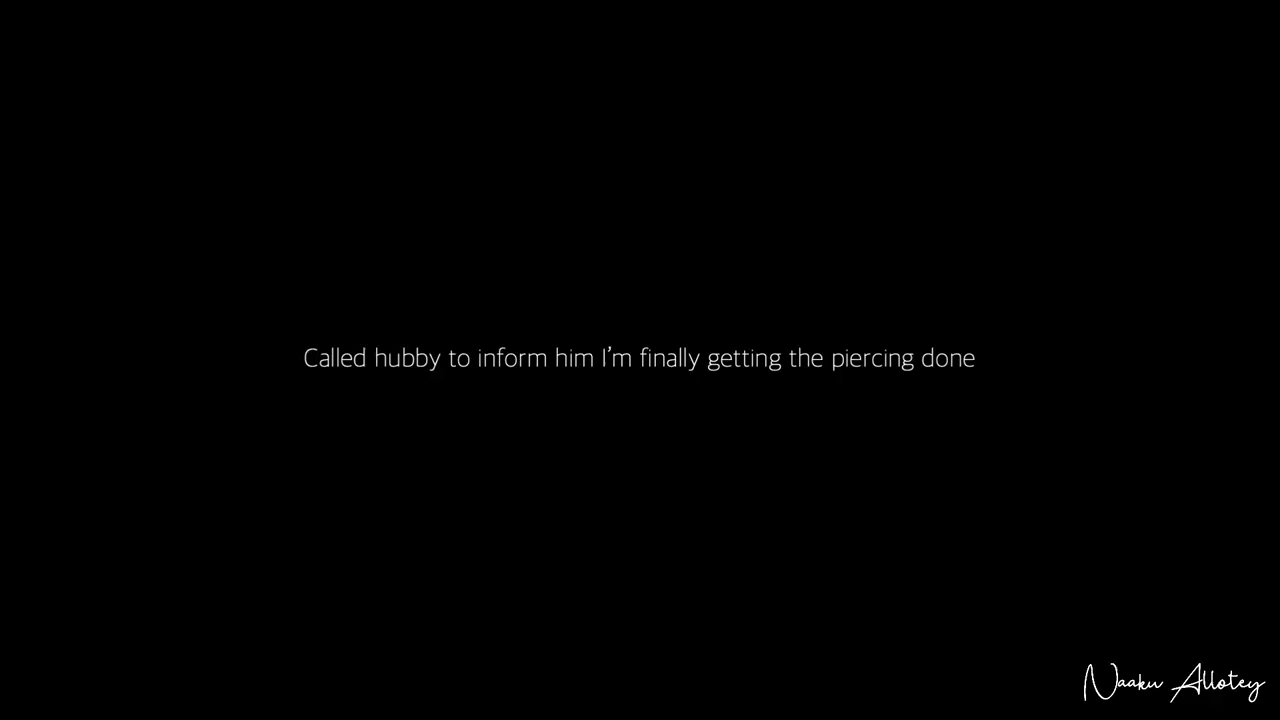 Called hubby to inform him I’m finally getting the piercing done
Naaku Allotey